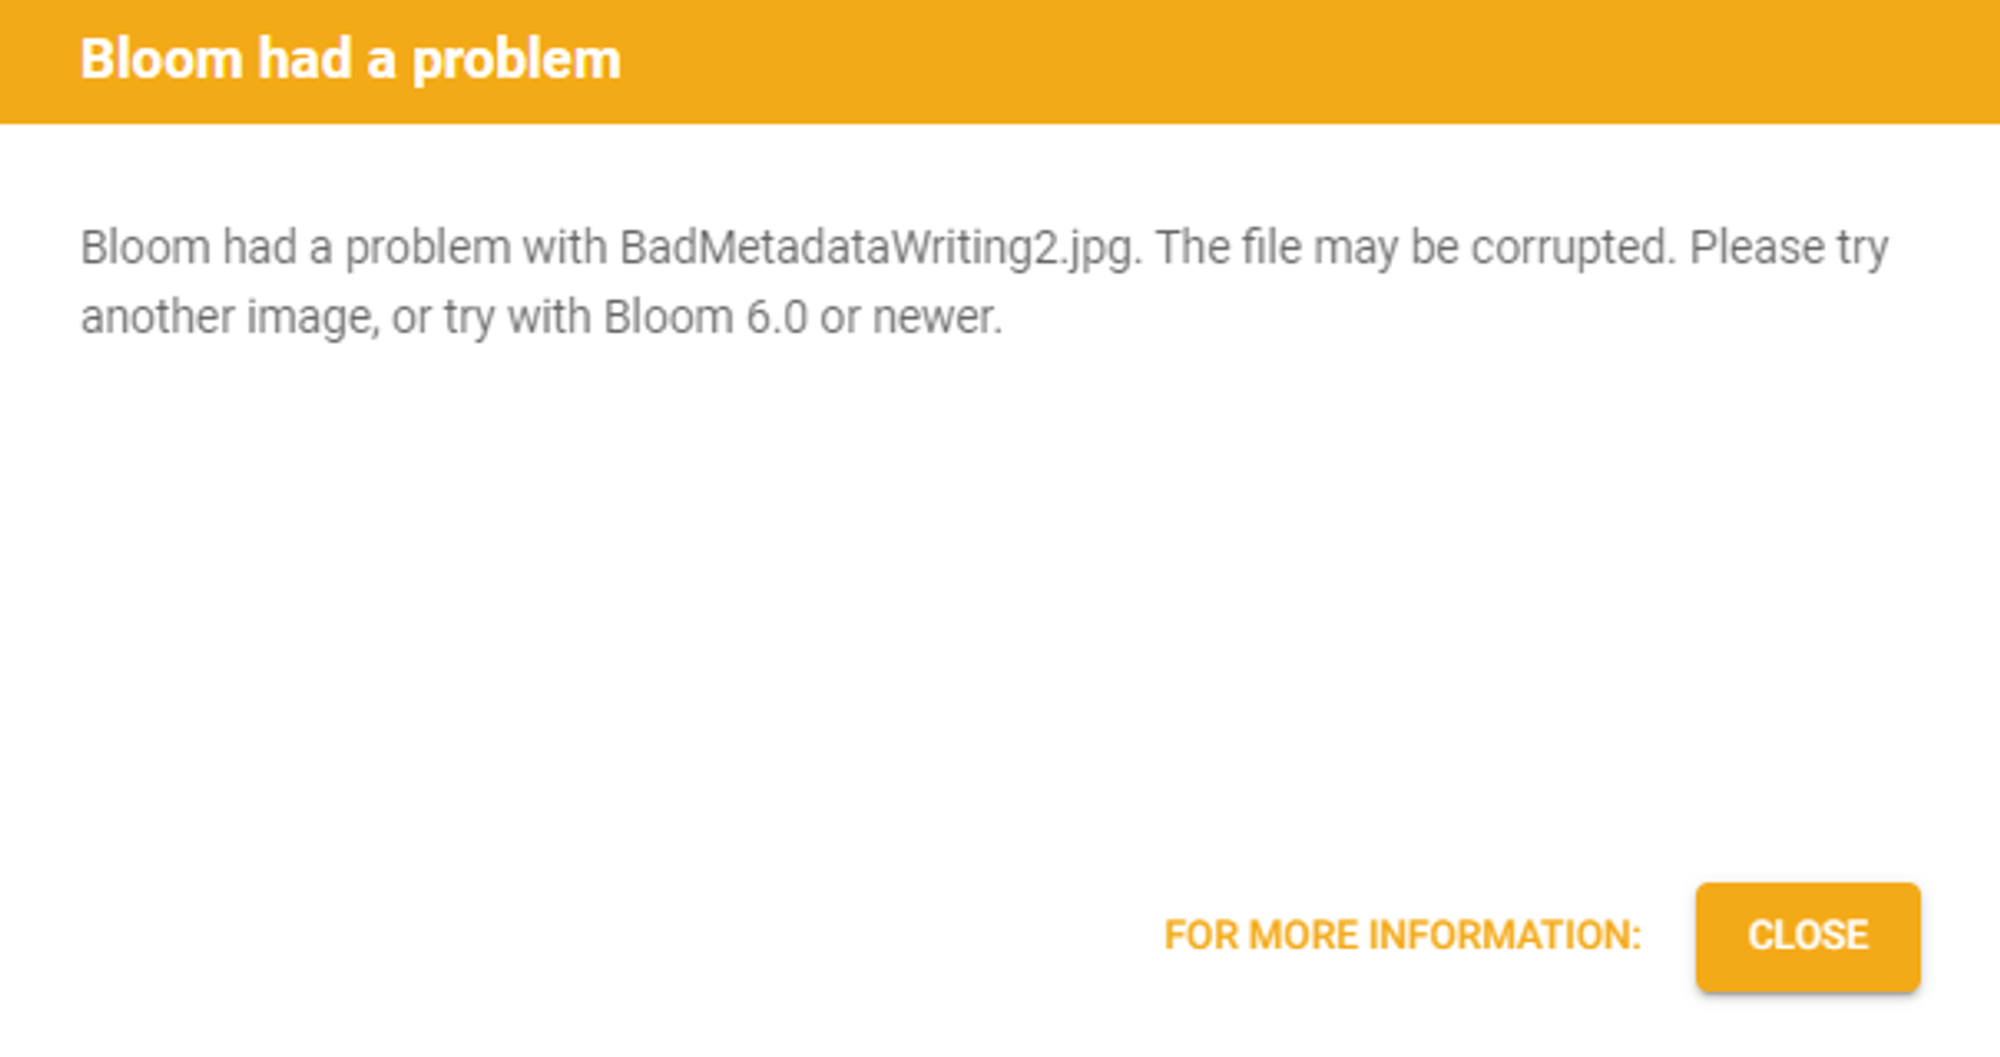 Bloom had a problem
Bloom had a problem with BadMetadataWriting2.jpg. The file may be corrupted. Please try
another image, or try with Bloom 6.0 or newer.
FOR MORE INFORMATION:
CLOSE